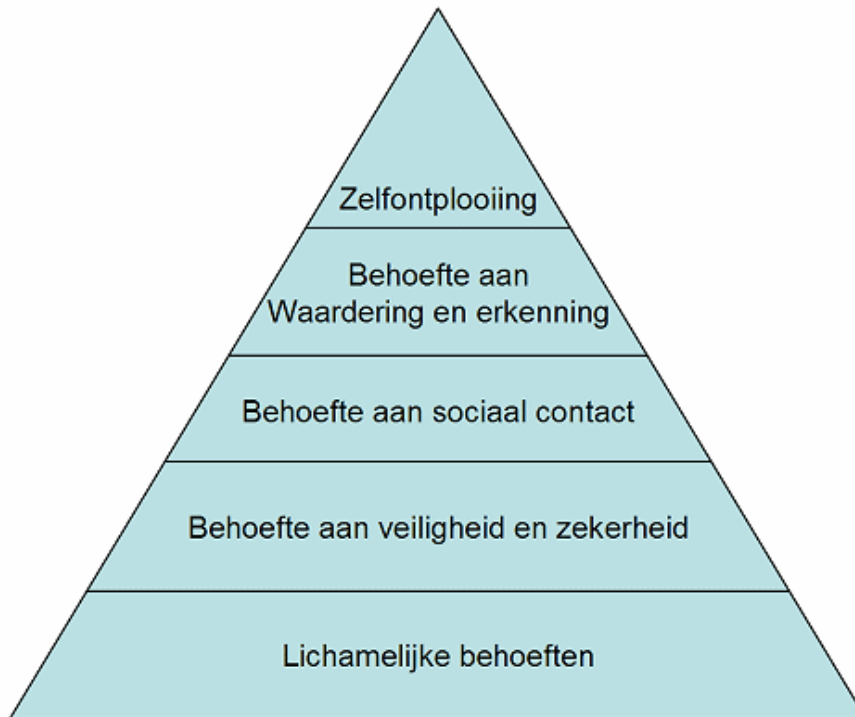 Zelfontplooiing
Behoefte aan
Waardering en erkenning
Behoefte aan sociaal contact
Behoefte aan veiligheid en zekerheid
Lichamelijke behoeften